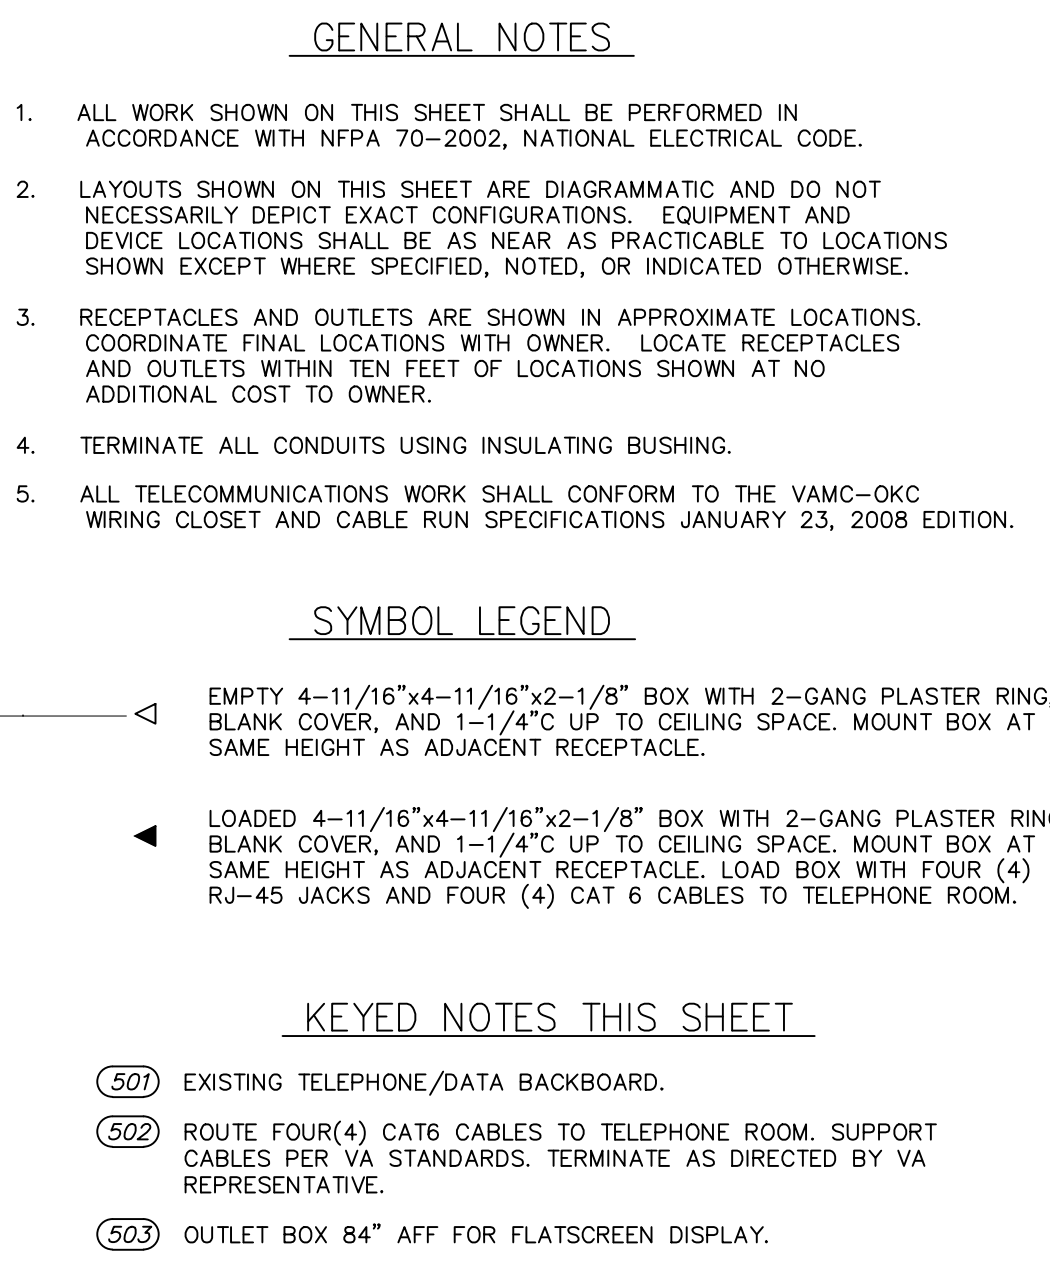 GENERAL NOTES
1. ALL WORK SHOWN ON THIS SHEET SHALL BE PERFORMED IN
ACCORDANCE WITH NFPA 70-2002, NATIONAL ELECTRICAL CODE.
2. LAYOUTS SHOWN ON THIS SHEET ARE DIAGRAMMATIC AND DO NOT
NECESSARILY DEPICT EXACT CONFIGURATIONS. EQUIPMENT AND
DEVICE LOCATIONS SHALL BE AS NEAR AS PRACTICABLE TO LOCATIONS
SHOWN EXCEPT WHERE SPECIFIED, NOTED, OR INDICATED OTHERWISE.
3. RECEPTACLES AND OUTLETS ARE SHOWN IN APPROXIMATE LOCATIONS.
COORDINATE FINAL LOCATIONS WITH OWNER. LOCATE RECEPTACLES
AND OUTLETS WITHIN TEN FEET OF LOCATIONS SHOWN AT NO
ADDITIONAL COST TO OWNER.
4. TERMINATE ALL CONDUITS USING INSULATING BUSHING.
5. ALL TELECOMMUNICATIONS WORK SHALL CONFORM TO THE VAMC-OKC
WIRING CLOSET AND CABLE RUN SPECIFICATIONS JANUARY 23, 2008 EDITION.
SYMBOL LEGEND
EMPTY 4-11/16"x4-11/16"x2-1/8" BOX WITH 2-GANG PLASTER RING,
BLANK COVER, AND 1-1/4"C UP TO CEILING SPACE. MOUNT BOX AT
SAME HEIGHT AS ADJACENT RECEPTACLE.
LOADED 4-11/16"x4-11/16"x2-1/8" BOX WITH 2-GANG PLASTER RING
BLANK COVER, AND 1-1/4"C UP TO CEILING SPACE. MOUNT BOX AT
SAME HEIGHT AS ADJACENT RECEPTACLE. LOAD BOX WITH FOUR (4)
RJ-45 JACKS AND FOUR (4) CAT 6 CABLES TO TELEPHONE ROOM.
KEYED NOTES THIS SHEET
501 EXISTING TELEPHONE/DATA BACKBOARD.
502 ROUTE FOUR(4) CAT6 CABLES TO TELEPHONE ROOM. SUPPORT
CABLES PER VA STANDARDS. TERMINATE AS DIRECTED BY VA
REPRESENTATIVE.
503 OUTLET BOX 84" AFF FOR FLATSCREEN DISPLAY.